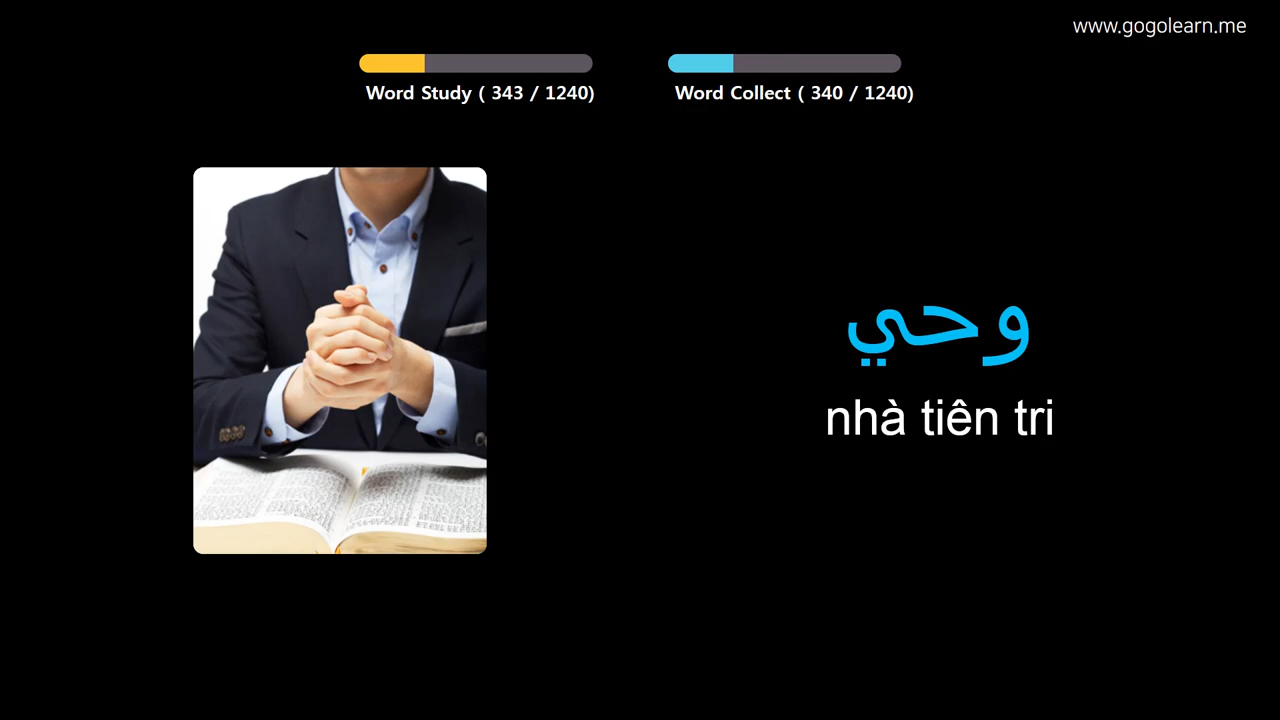 www.gogolearn.me
Word Study ( 343 / 1240)
Word Collect ( 340 / 1240)
وحي
nhà tiên tri